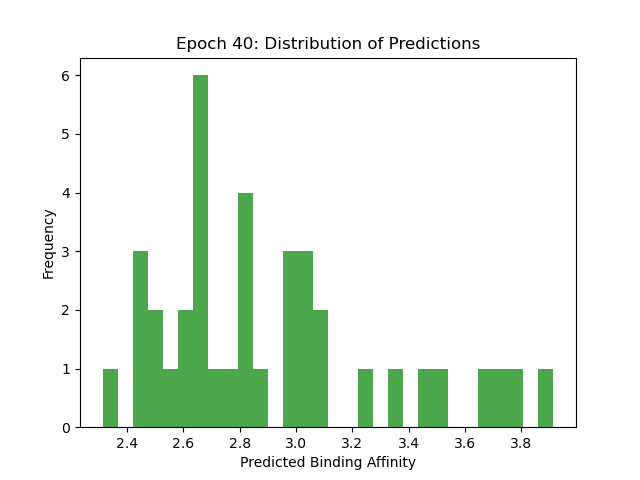 Epoch 40: Distribution of Predictions
Frequency
6
5
4
3
2
1
0
2.4 2.6 2.8 3.0 3.2 3.4 3.6 3.8
Predicted Binding Affinity